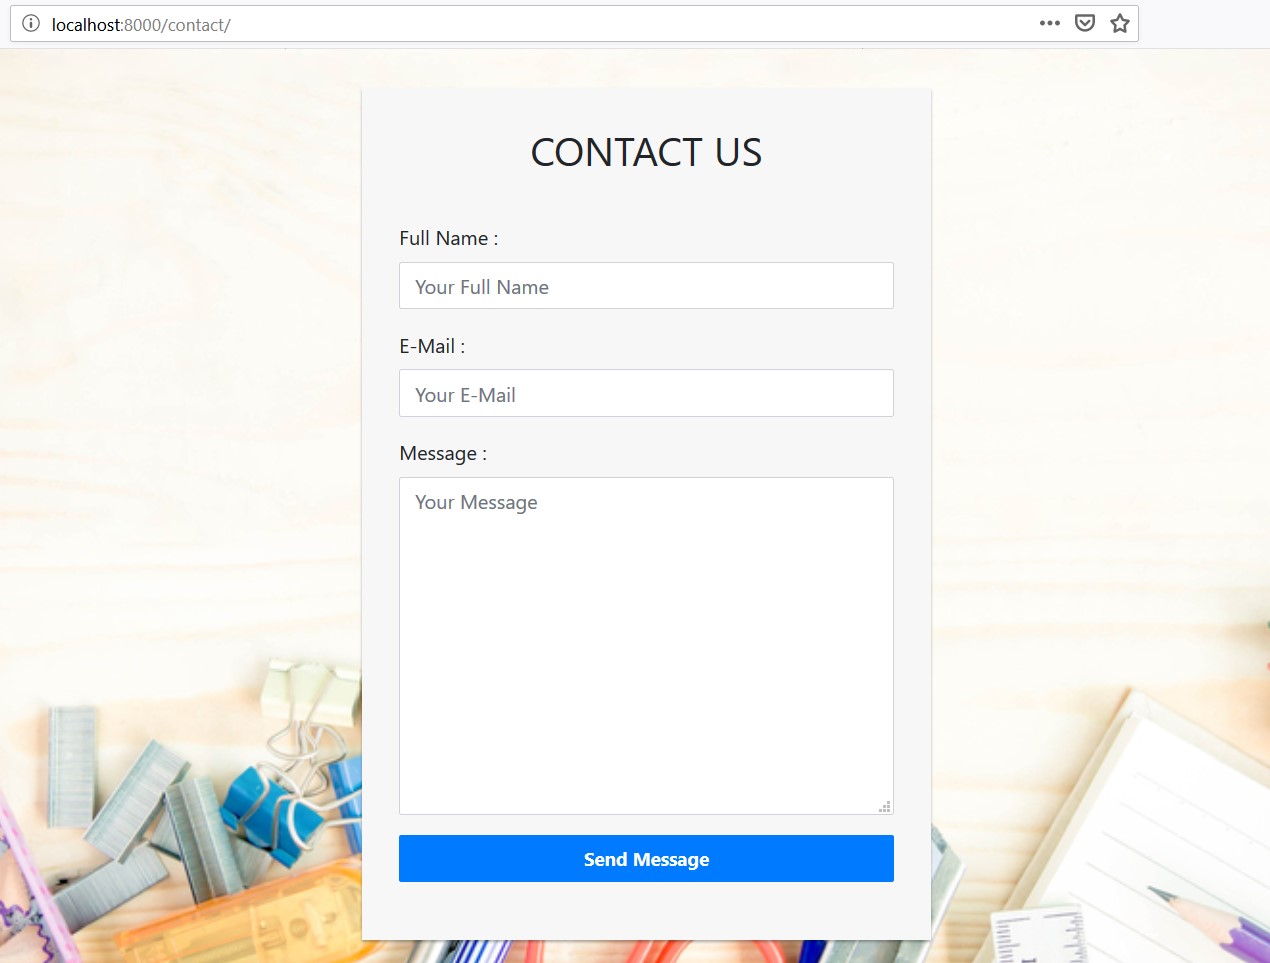 localhost:8000/contact/
CONTACT US
Full Name :
Your Full Name
E-Mail :
Your E-Mail
Message :
Your Message
Send Message